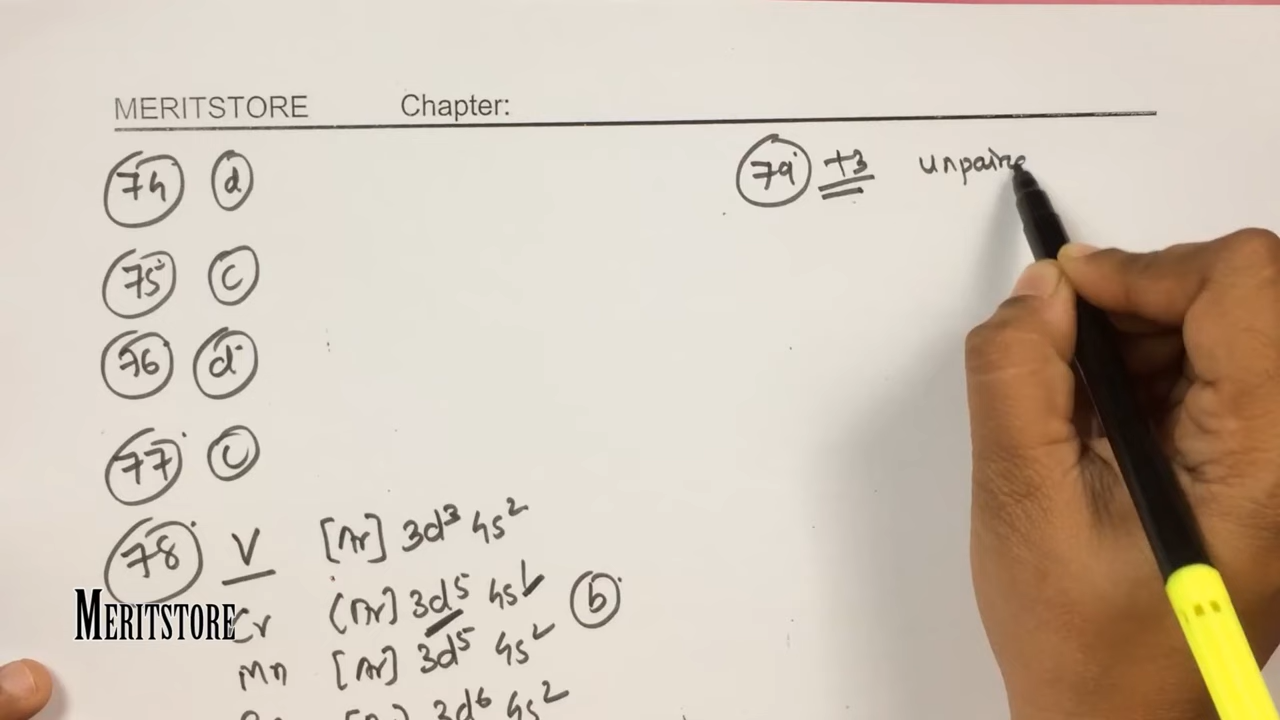 MERITSTORE Chapter:
74 d
75 C
76 d
77 C
78 V [Ar] 3d³ 4s²
Cr [Ar] 3d⁵ 4s¹ b
Mn [Ar] 3d⁵ 4s²
3d⁶ 4s²
79 +3 unpaire
MERITSTORE